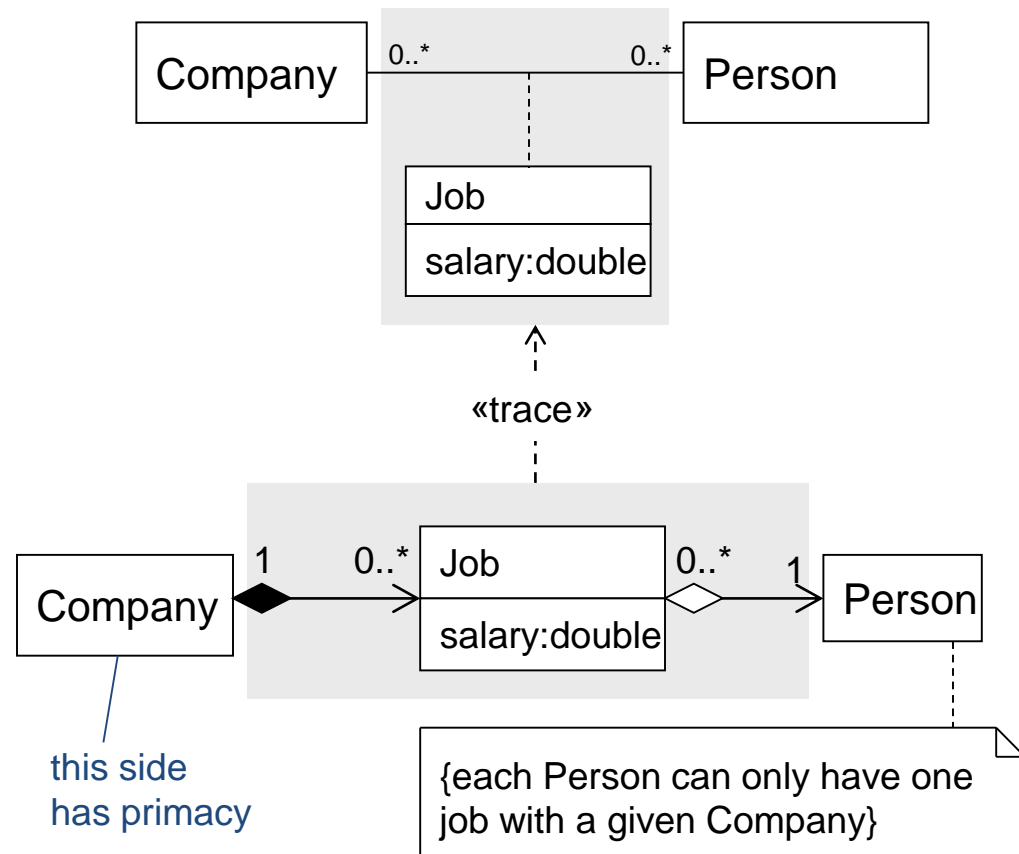 Company
0..*
0..*
Person
Job
salary:double
«trace»
Company
1
0..*
Job
salary:double
0..*
1
Person
this side
has primacy
{each Person can only have one
job with a given Company}